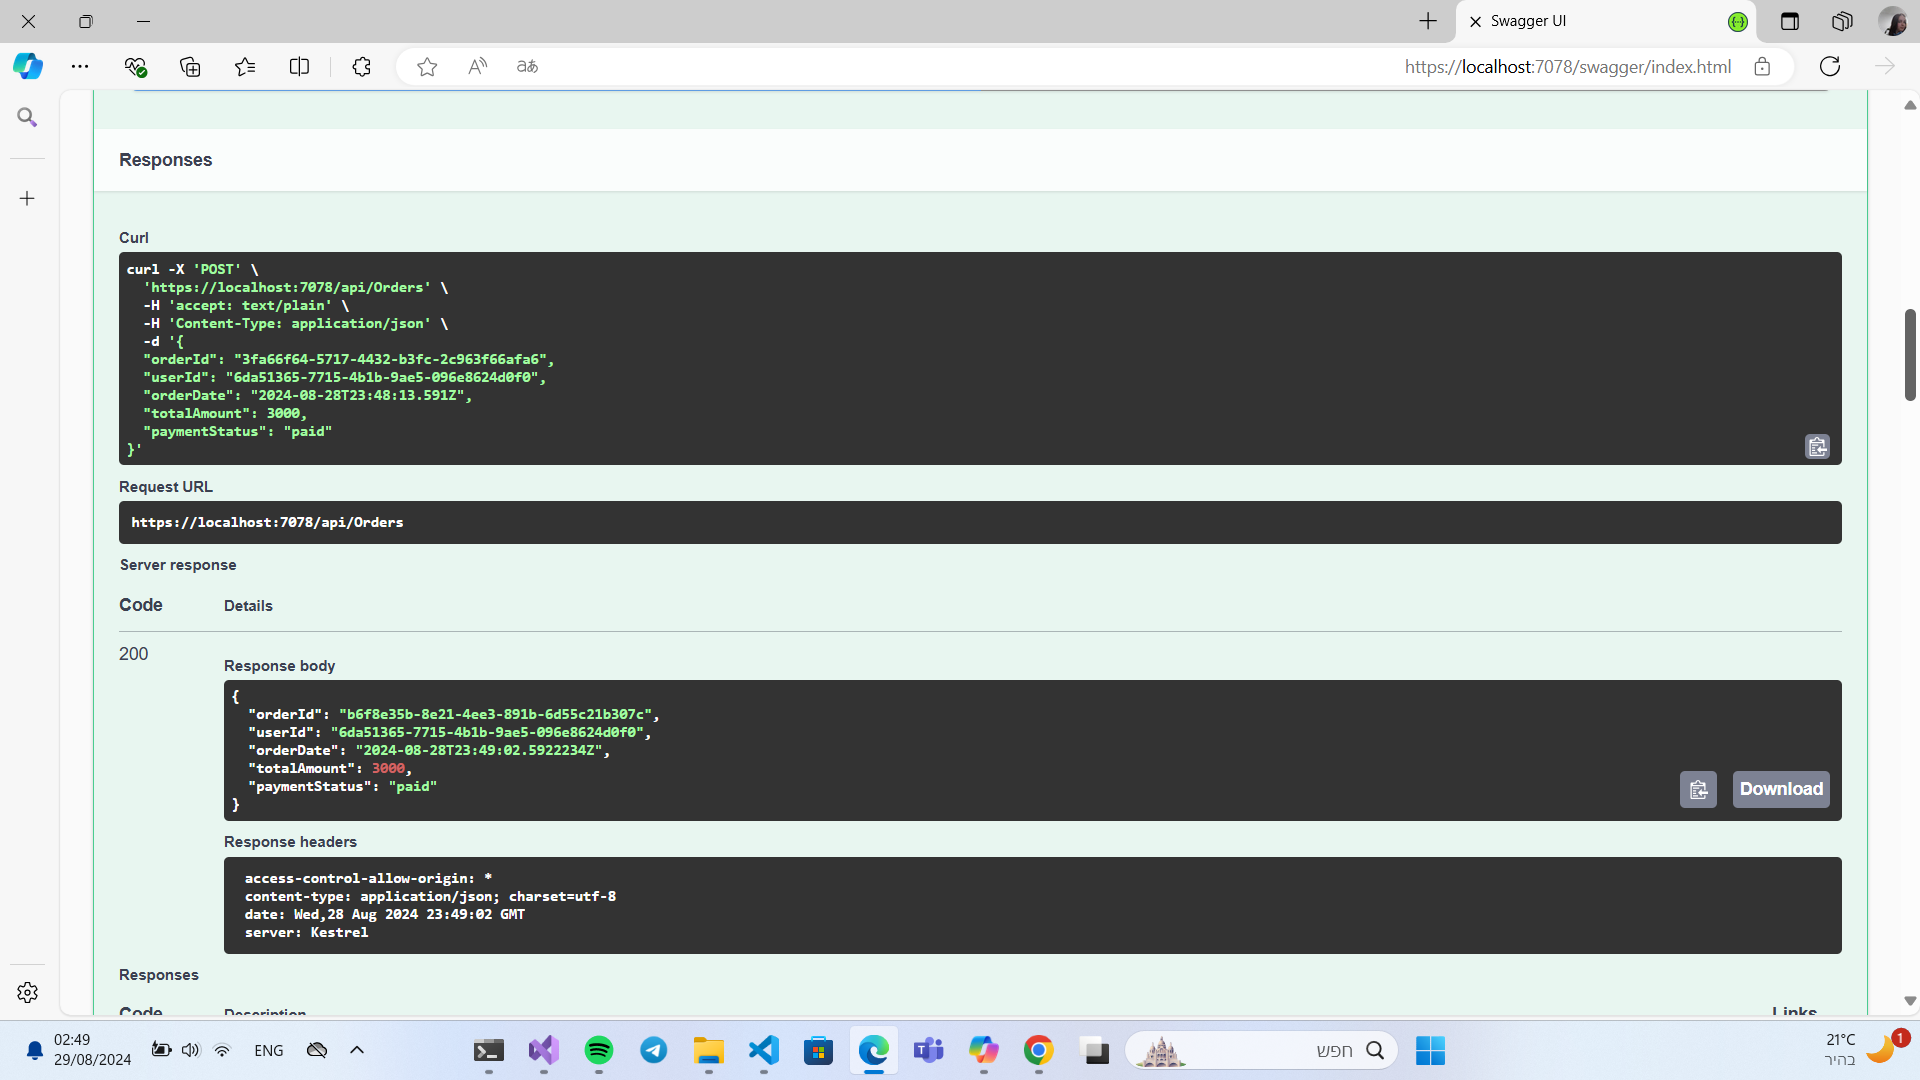 Swagger UI
https://localhost:7078/swagger/index.html
Responses
Curl
curl -X 'POST' \
'https://localhost:7078/api/Orders' \
-H 'accept: text/plain' \
-H 'Content-Type: application/json' \
-d '{
"orderId": "3fa66f64-5717-4432-b3fc-2c963f66afa6",
"userId": "6da51365-7715-4b1b-9ae5-096e8624d0f0",
"orderDate": "2024-08-28T23:48:13.591Z",
"totalAmount": 3000,
"paymentStatus": "paid"
}'
Request URL
https://localhost:7078/api/Orders
Server response
Code Details
200
Response body
{
"orderId": "b6f8e35b-8e21-4ee3-891b-6d55c21b307c",
"userId": "6da51365-7715-4b1b-9ae5-096e8624d0f0",
"orderDate": "2024-08-28T23:49:02.5922234Z",
"totalAmount": 3000,
"paymentStatus": "paid"
}
Download
Response headers
access-control-allow-origin: *
content-type: application/json; charset=utf-8
date: Wed,28 Aug 2024 23:49:02 GMT
server: Kestrel
Responses
Code Description Links
02:49
29/08/2024
ENG
חפש
21°C
בהיר
1